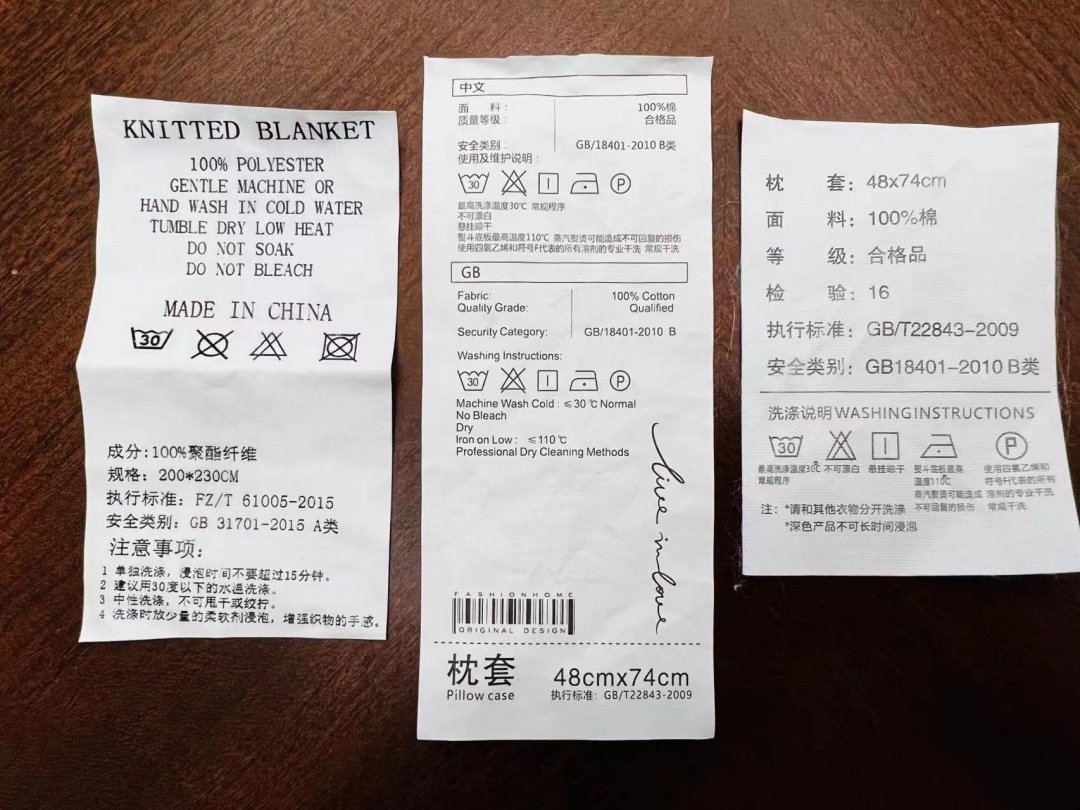 KNITTED BLANKET
100% POLYESTER
GENTLE MACHINE OR
HAND WASH IN COLD WATER
TUMBLE DRY LOW HEAT
DO NOT SOAK
DO NOT BLEACH
MADE IN CHINA
30
成分:100%聚酯纤维
规格: 200*230CM
执行标准: FZ/T 61005-2015
安全类别: GB 31701-2015 A类
注意事项:
1 单独洗涤, 浸泡时间不要超过15分钟。
2 建议用30度以下的水温洗涤。
3 中性洗涤, 不可甩干或绞拧。
4 洗涤时放少量的柔软剂浸泡, 增强织物的手感。
中文
面 料: 100%棉
质量等级: 合格品
安全类别: GB/18401-2010 B类
使用及维护说明:
30 P
最高洗涤温度30℃ 常规程序
不可漂白
悬挂晾干
熨斗底板最高温度110℃ 蒸汽熨烫可能造成不可回复的损伤
使用四氯乙烯和符号F代表的所有溶剂的专业干洗 常规干洗
GB
Fabric: 100% Cotton
Quality Grade: Qualified
Security Category: GB/18401-2010 B
Washing Instructions:
30 P
Machine Wash Cold : ≤30℃ Normal
No Bleach
Dry
Iron on Low : ≤110℃
Professional Dry Cleaning Methods
live in love
FASHIONHOME
ORIGINAL DESIGN
枕套 48cmx74cm
Pillow case 执行标准: GB/T22843-2009
枕 套: 48x74cm
面 料: 100%棉
等 级: 合格品
检 验: 16
执行标准: GB/T22843-2009
安全类别: GB18401-2010 B类
洗涤说明 WASHINGINSTRUCTIONS
30 P
最高洗涤温度30℃ 常规程序
不可漂白
悬挂晾干
熨斗底板最高温度110℃ 蒸汽熨烫可能造成不可回复的损伤
使用四氯乙烯和符号F代表的所有溶剂的专业干洗 常规干洗
注: *请和其他衣物分开洗涤
*深色产品不可长时间浸泡